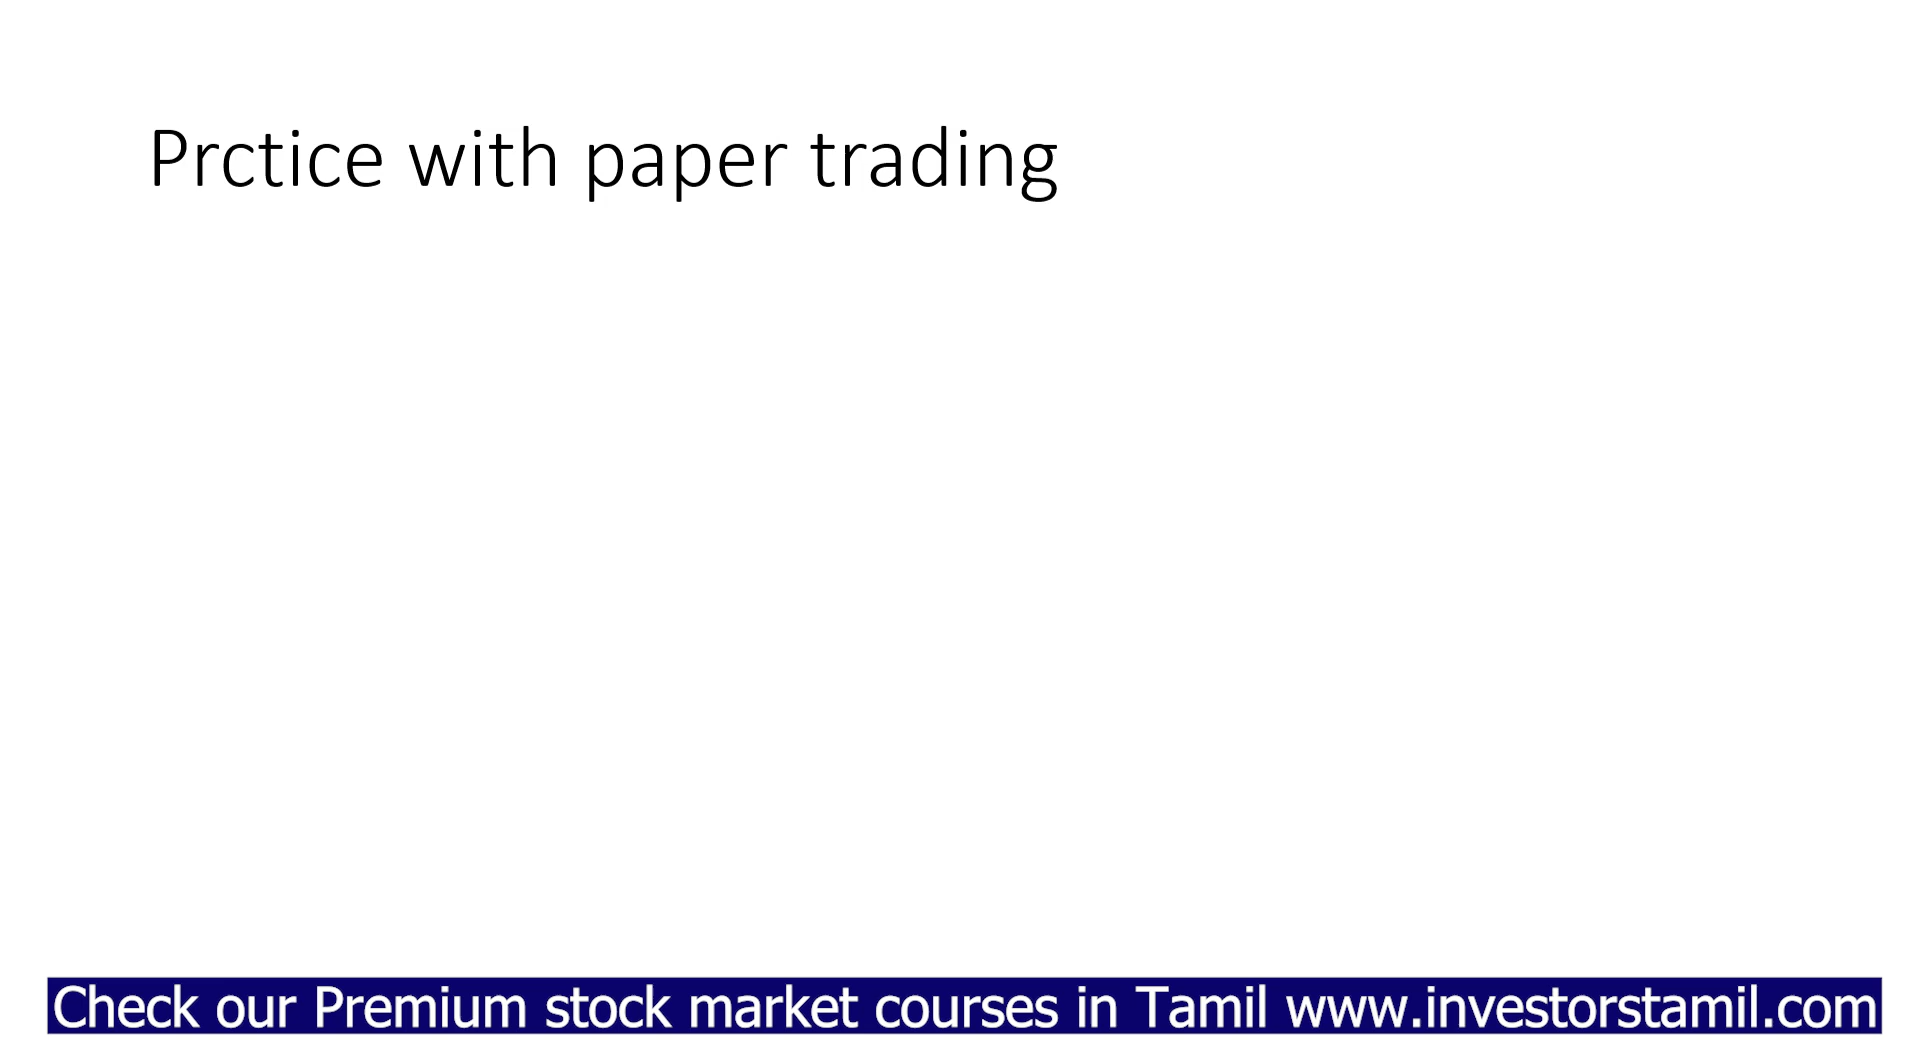 Prctice with paper trading
Check our Premium stock market courses in Tamil www.investorstamil.com